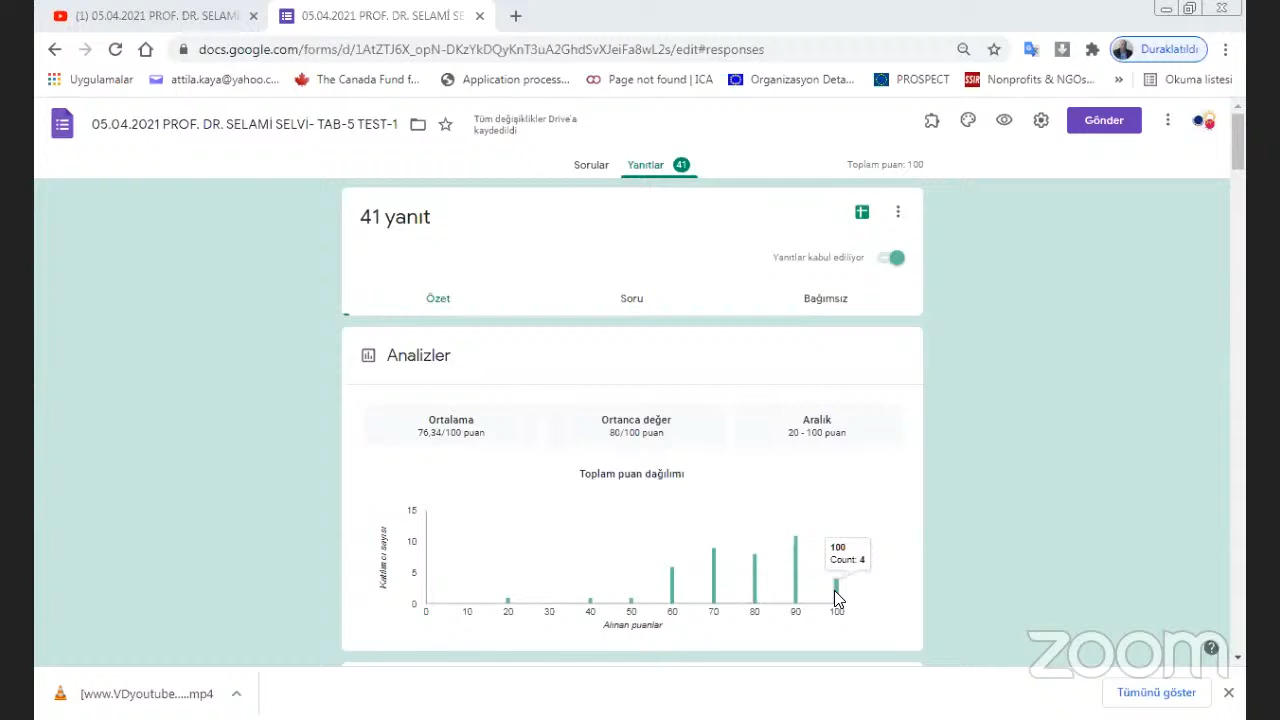 (1) 05.04.2021 PROF. DR. SELAMİ
05.04.2021 PROF. DR. SELAMİ SE
docs.google.com/forms/d/1AtZTJ6X_opN-DKzYkDQyKnT3uA2GhdSvXJeiFa8wL2s/edit#responses
Duraklatıldı
Uygulamalar
attila.kaya@yahoo.c...
The Canada Fund f...
Application process...
Page not found | ICA
Organizasyon Deta...
PROSPECT
SSIR
Nonprofits & NGOs...
»
Okuma listesi
05.04.2021 PROF. DR. SELAMİ SELVİ- TAB-5 TEST-1
Tüm değişiklikler Drive'a
kaydedildi
Gönder
Sorular
Yanıtlar 41
Toplam puan: 100
41 yanıt
Yanıtlar kabul ediliyor
Özet
Soru
Bağımsız
Analizler
Ortalama
76,34/100 puan
Ortanca değer
80/100 puan
Aralık
20 - 100 puan
Toplam puan dağılımı
Katılımcı sayısı
15
10
5
0
100
Count: 4
0 10 20 30 40 50 60 70 80 90 100
Alınan puanlar
zoom
[www.VDyoutube.....mp4
Tümünü göster